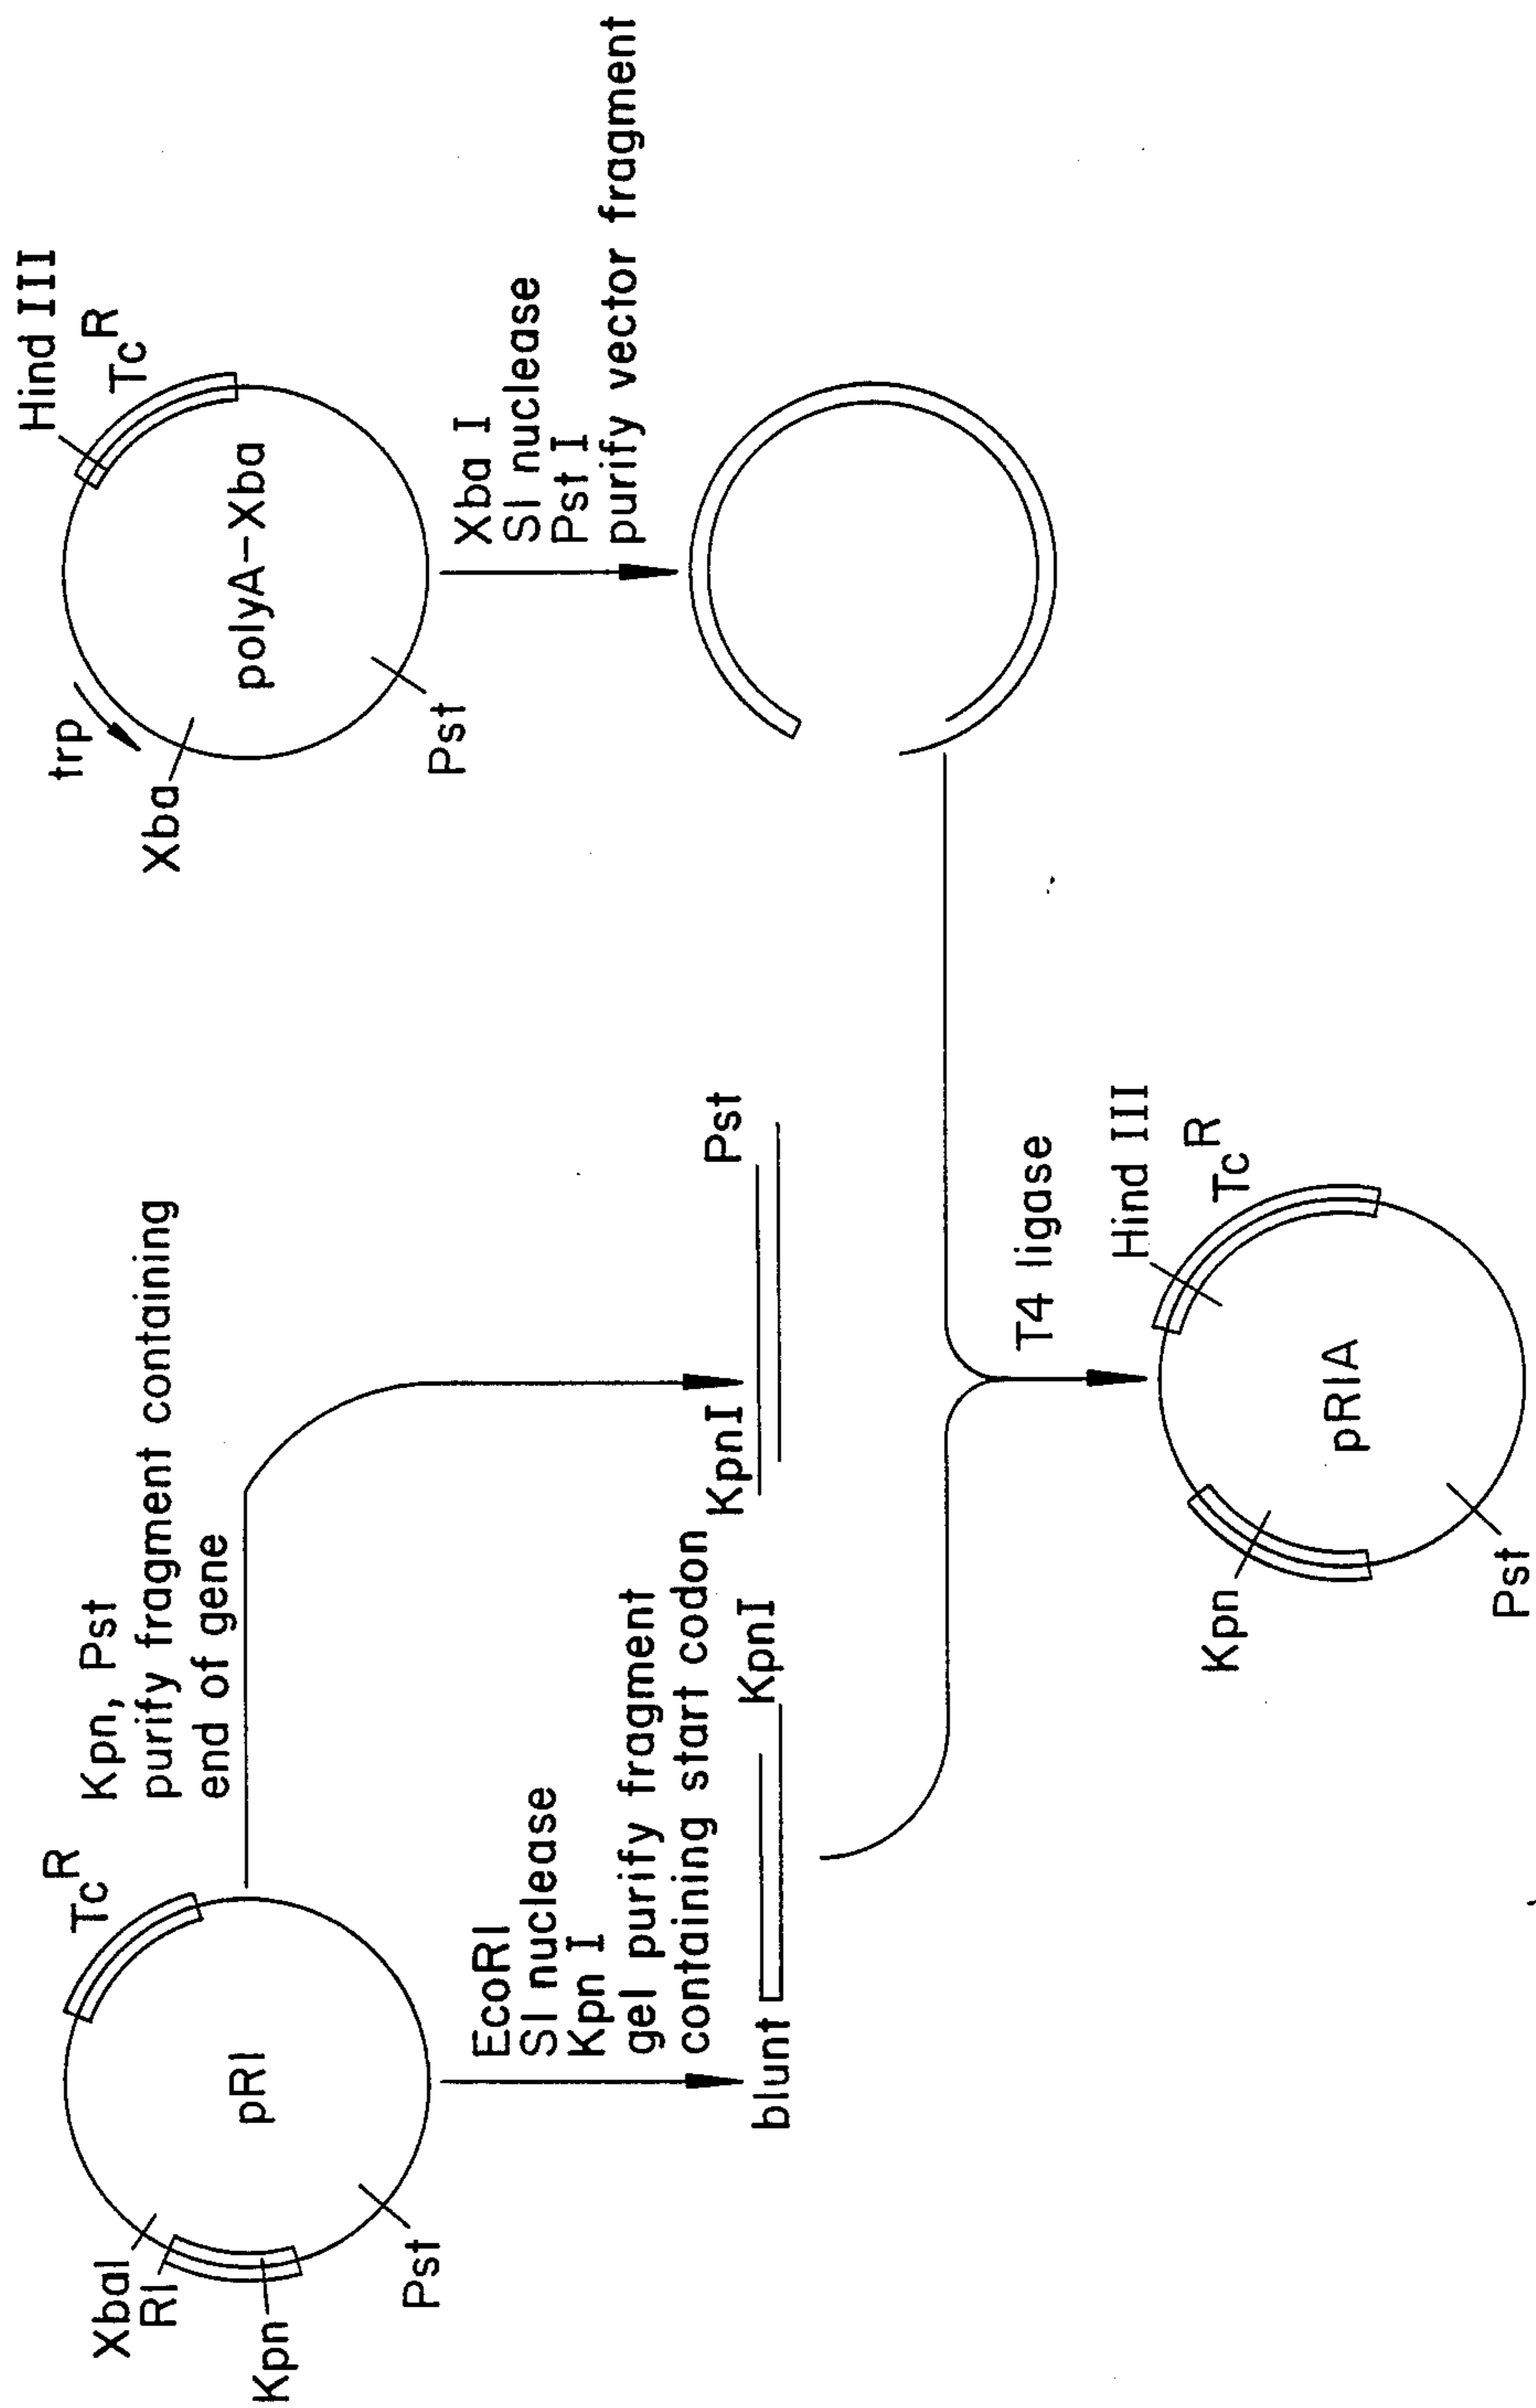 XbaI
RI
Kpn
pRI
Tc R
Pst
Kpn, Pst
purify fragment containing
end of gene
trp
Xba
polyA-Xba
Hind III
Tc R
Pst
EcoRI
SI nuclease
Kpn I
gel purify fragment
containing start codon
Xba I
SI nuclease
Pst I
purify vector fragment
blunt
KpnI
KpnI
Pst
T4 ligase
Kpn
pRIA
Hind III
Tc R
Pst